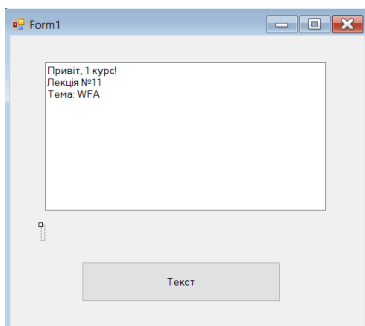 Form1
Привіт, 1 курс!
Лекція №11
Тема: WFA
Текст